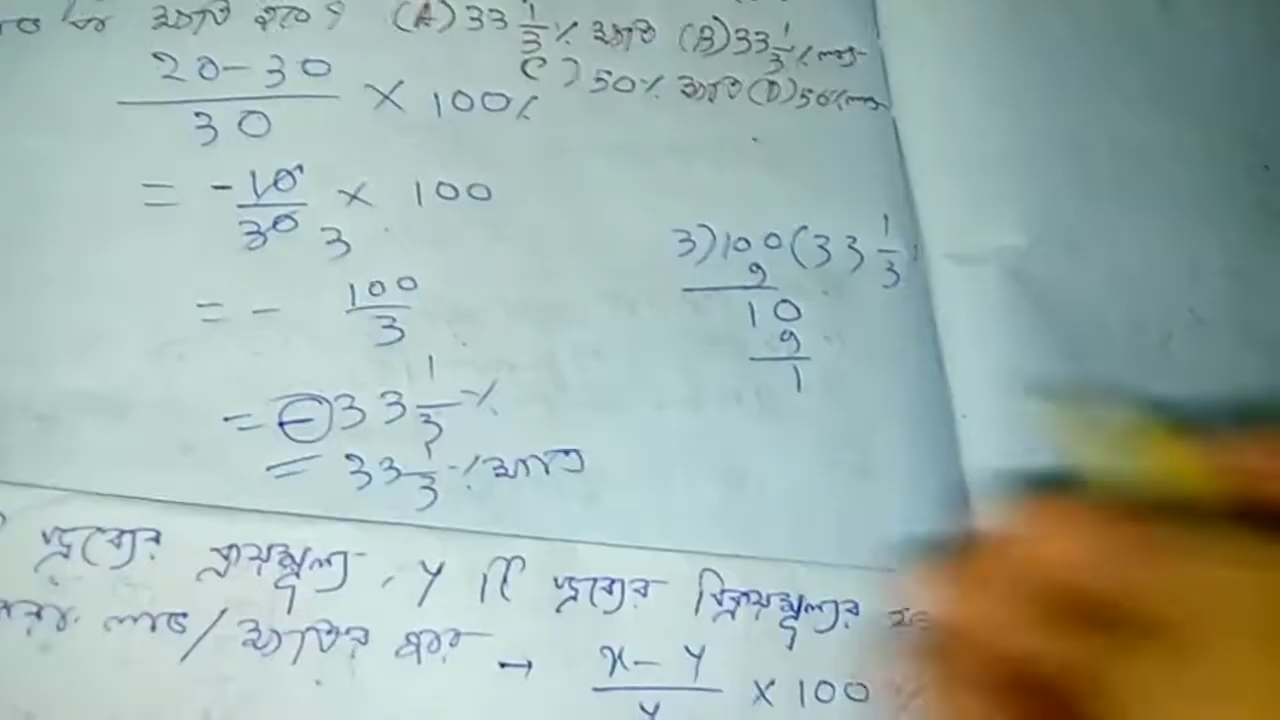 ক্ষতি হবে ? (A) 33 1/3 % ক্ষতি (B) 33 1/3 % লাভ
(C) 50% ক্ষতি (D) 50% লাভ
20-30/30 × 100%
= -10/30 3 × 100
= - 100/3
= -33 1/3 %
= 33 1/3 % ক্ষতি
3)100(33 1/3
9
10
9
1
দ্রব্যের ক্রয়মূল্য, y টি দ্রব্যের বিক্রয়মূল্যের
লাভ/ক্ষতির হার → x-y/y × 100